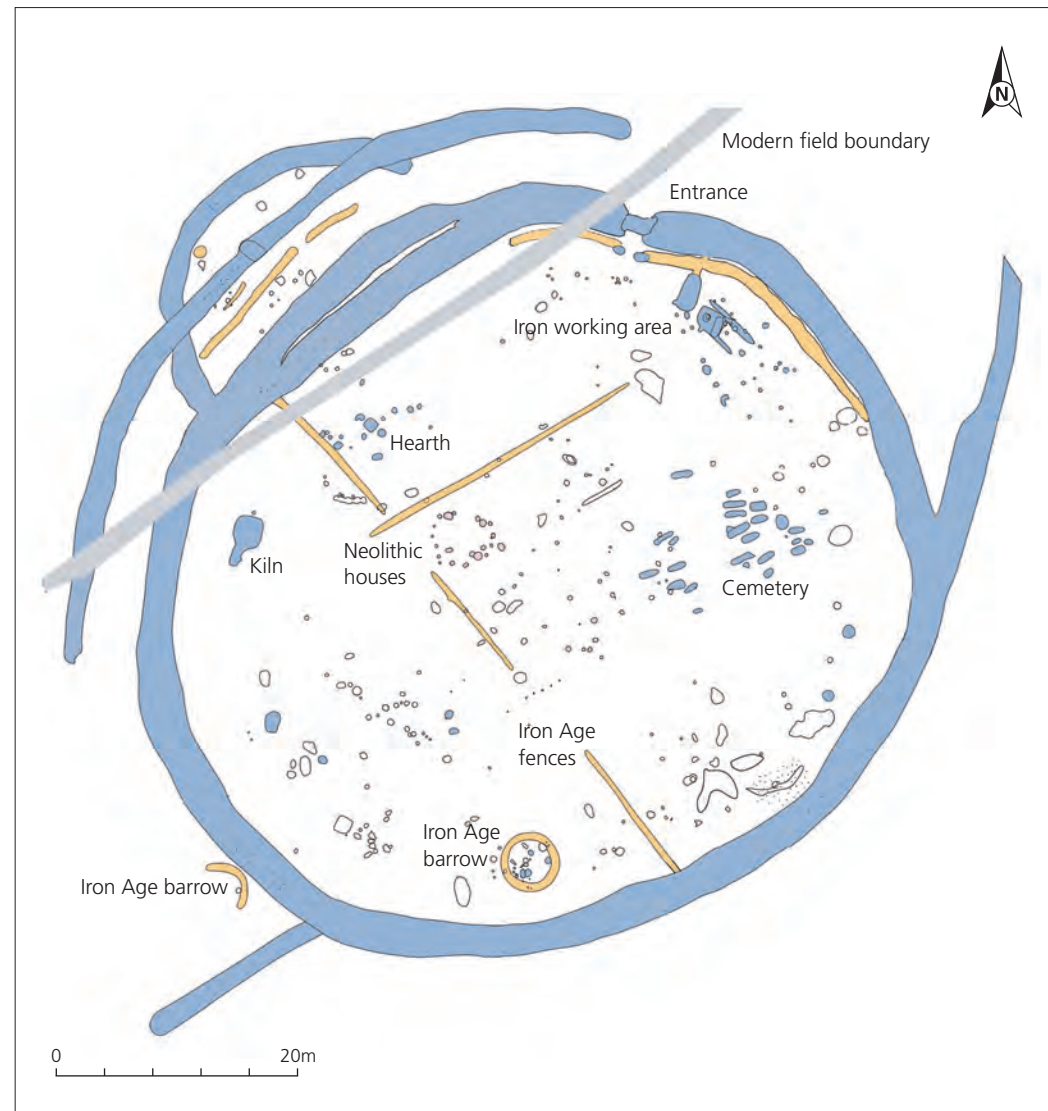 N
Modern field boundary
Entrance
Iron working area
Hearth
Neolithic
houses
Kiln
Cemetery
Iron Age
fences
Iron Age
barrow
Iron Age barrow
0 20m